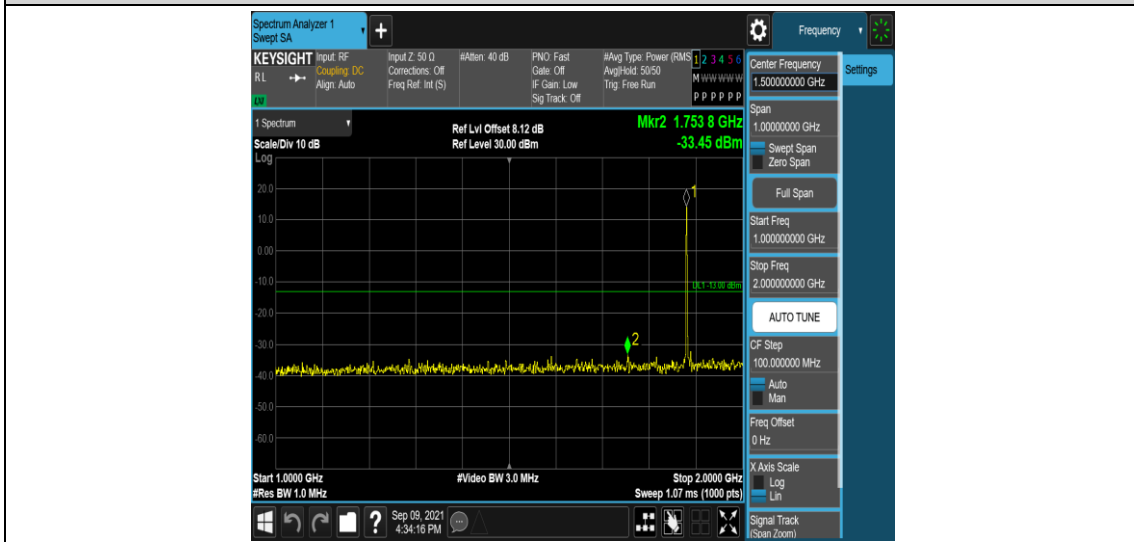 Spectrum Analyzer 1
Swept SA
+
Frequency
KEYSIGHT
RL
LXI
Input: RF
Coupling: DC
Align: Auto
Input Z: 50 Ω
Corrections: Off
Freq Ref: Int (S)
#Atten: 40 dB
PNO: Fast
Gate: Off
IF Gain: Low
Sig Track: Off
#Avg Type: Power (RMS
Avg|Hold: 50/50
Trig: Free Run
1 2 3 4 5 6
M W W W W W
P P P P P P
1 Spectrum
Scale/Div 10 dB
Log
Ref Lvl Offset 8.12 dB
Ref Level 30.00 dBm
Mkr2 1.753 8 GHz
-33.45 dBm
20.0
10.0
0.00
-10.0
-20.0
-30.0
-40.0
-50.0
-60.0
1
DL1 -13.00 dBm
2
Start 1.0000 GHz
#Res BW 1.0 MHz
#Video BW 3.0 MHz
Stop 2.0000 GHz
Sweep 1.07 ms (1000 pts)
Center Frequency
1.500000000 GHz
Settings
Span
1.00000000 GHz
Swept Span
Zero Span
Full Span
Start Freq
1.000000000 GHz
Stop Freq
2.000000000 GHz
AUTO TUNE
CF Step
100.000000 MHz
Auto
Man
Freq Offset
0 Hz
X Axis Scale
Log
Lin
Signal Track
(Span Zoom)
?
Sep 09, 2021
4:34:16 PM